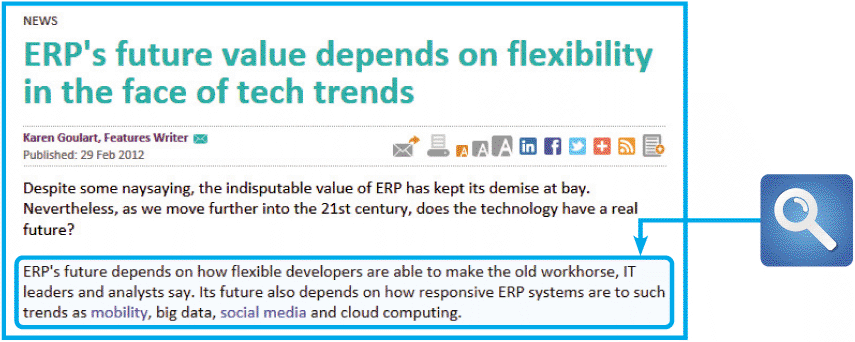 NEWS
ERP's future value depends on flexibility
in the face of tech trends
Karen Goulart, Features Writer
Published: 29 Feb 2012
A A A in f +
Despite some naysaying, the indisputable value of ERP has kept its demise at bay.
Nevertheless, as we move further into the 21st century, does the technology have a real
future?
ERP's future depends on how flexible developers are able to make the old workhorse, IT
leaders and analysts say. Its future also depends on how responsive ERP systems are to such
trends as mobility, big data, social media and cloud computing.